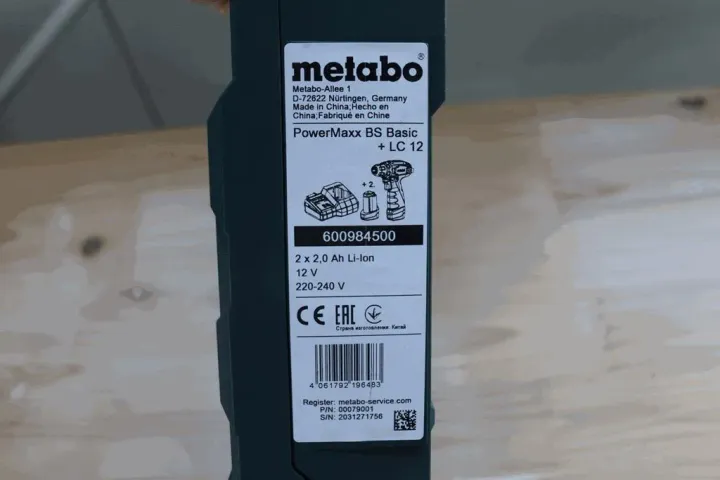 metabo®
Metabo-Allee 1
D-72622 Nürtingen, Germany
Made in China;Hecho en
China;Fabriqué en Chine
PowerMaxx BS Basic
+ LC 12
+ 2.
600984500
2 x 2,0 Ah Li-Ion
12 V
220-240 V
CE EAC
Страна изготовления: Китай
4 061792 196483
Register: metabo-service.com
P/N: 00079001
S/N: 2031271756